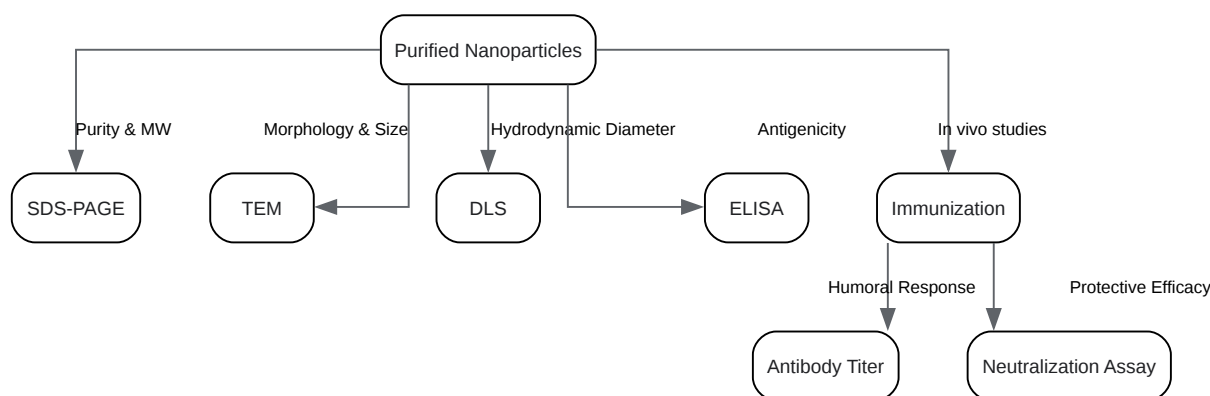 Purified Nanoparticles
Purity & MW
Morphology & Size
Hydrodynamic Diameter
Antigenicity
In vivo studies
SDS-PAGE
TEM
DLS
ELISA
Immunization
Humoral Response
Protective Efficacy
Antibody Titer
Neutralization Assay